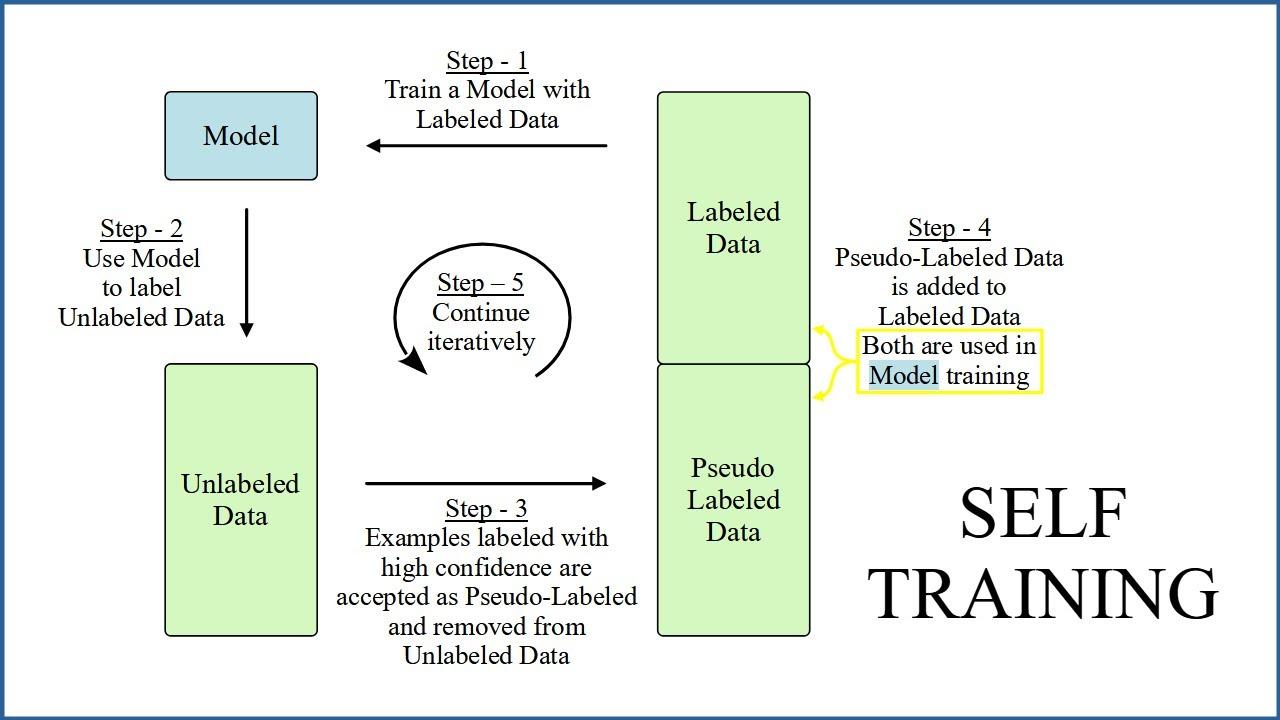 Step - 1
Train a Model with
Labeled Data
Model
Step - 2
Use Model
to label
Unlabeled Data
Step – 5
Continue
iteratively
Labeled
Data
Step - 4
Pseudo-Labeled Data
is added to
Labeled Data
Both are used in
Model training
Unlabeled
Data
Step - 3
Examples labeled with
high confidence are
accepted as Pseudo-Labeled
and removed from
Unlabeled Data
Pseudo
Labeled
Data
SELF
TRAINING